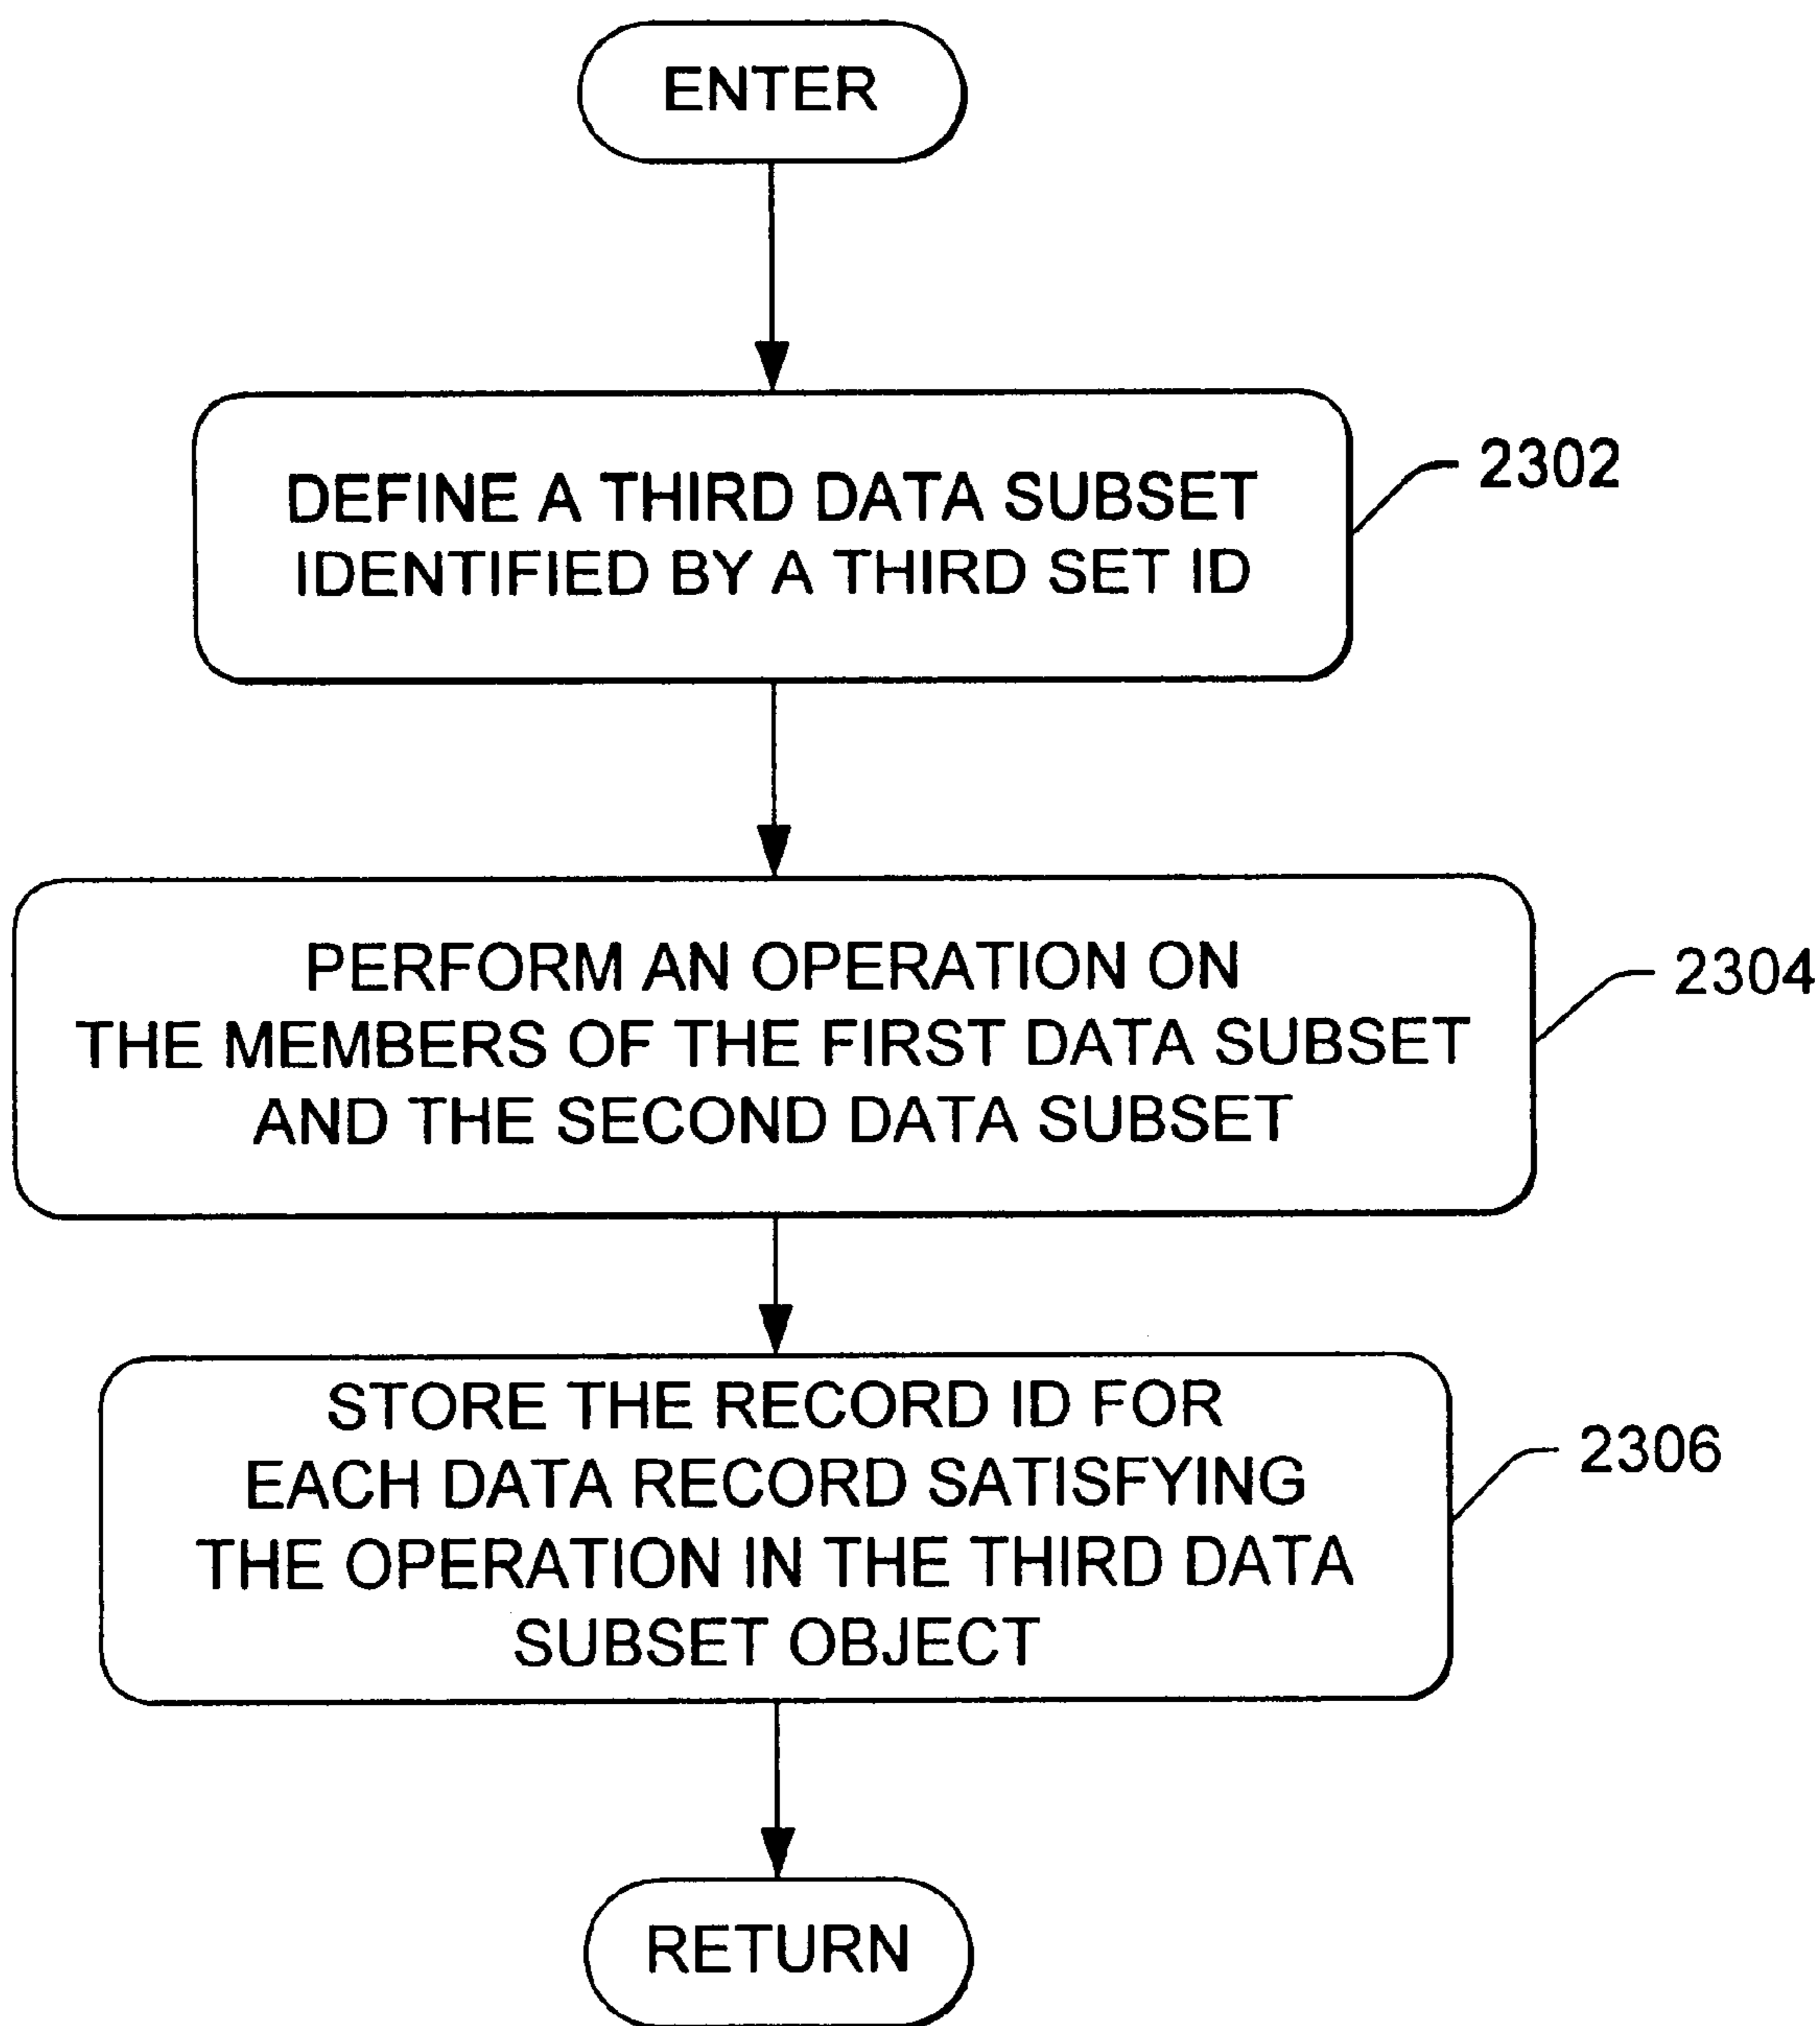 ENTER
DEFINE A THIRD DATA SUBSET
IDENTIFIED BY A THIRD SET ID
2302
PERFORM AN OPERATION ON
THE MEMBERS OF THE FIRST DATA SUBSET
AND THE SECOND DATA SUBSET
2304
STORE THE RECORD ID FOR
EACH DATA RECORD SATISFYING
THE OPERATION IN THE THIRD DATA
SUBSET OBJECT
2306
RETURN